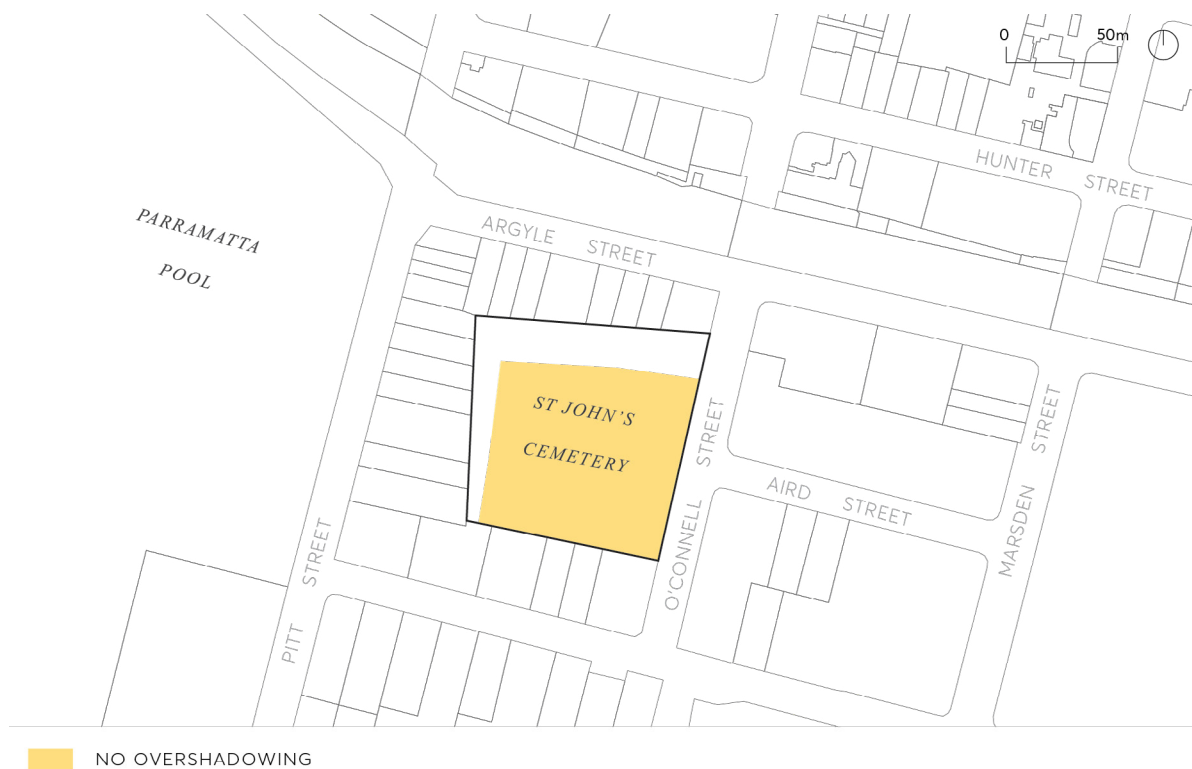 0 50m
HUNTER STREET
PARRAMATTA
POOL
ARGYLE STREET
ST JOHN'S
CEMETERY
O'CONNELL STREET
AIRD STREET
MARSDEN STREET
PITT STREET
NO OVERSHADOWING